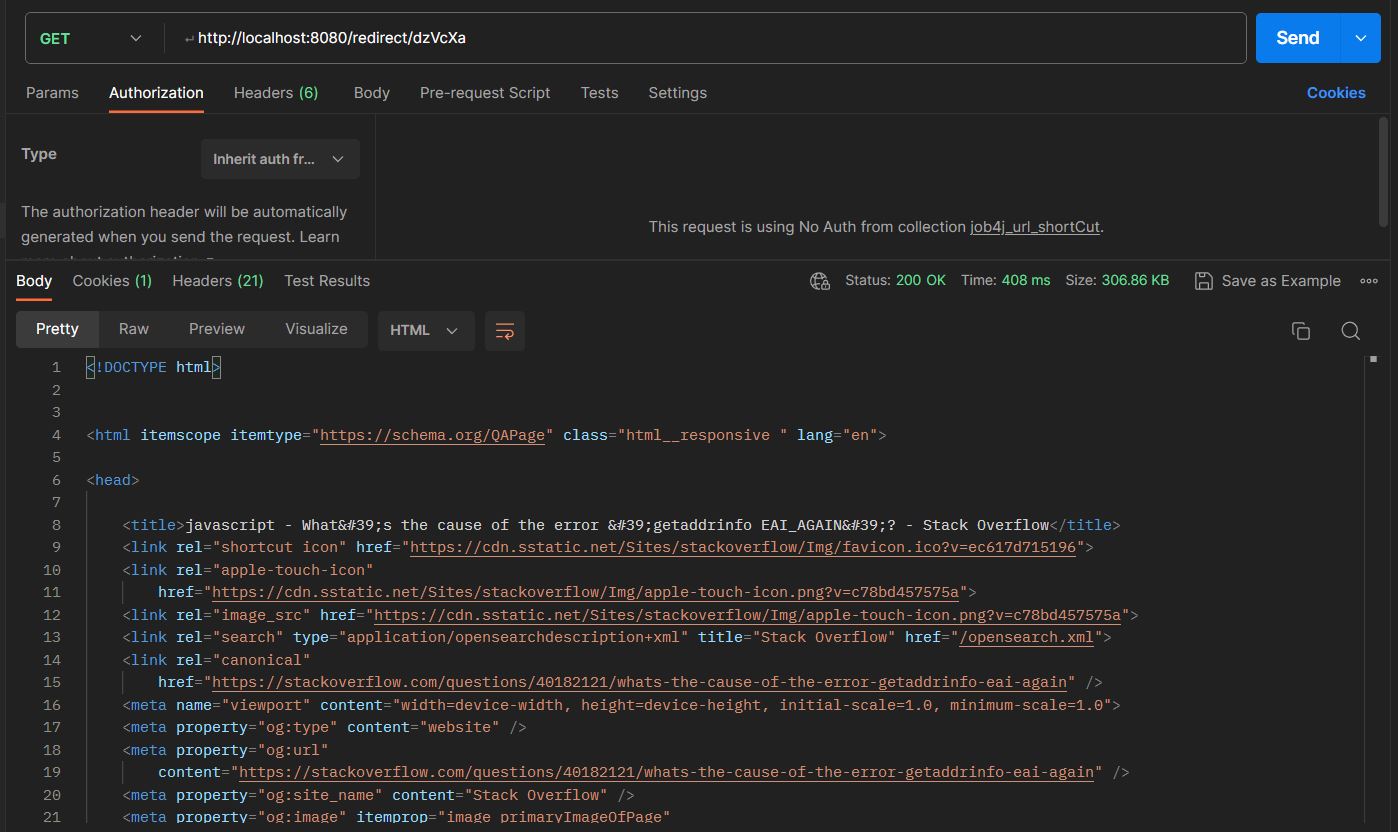 GET
http://localhost:8080/redirect/dzVcXa
Send
Params Authorization Headers (6) Body Pre-request Script Tests Settings Cookies
Type
Inherit auth fr...
The authorization header will be automatically
generated when you send the request. Learn
This request is using No Auth from collection job4j_url_shortCut.
Body Cookies (1) Headers (21) Test Results Status: 200 OK Time: 408 ms Size: 306.86 KB Save as Example
Pretty Raw Preview Visualize HTML
1 <!DOCTYPE html>
2
3
4 <html itemscope itemtype="https://schema.org/QAPage" class="html__responsive " lang="en">
5
6 <head>
7
8 <title>javascript - What&#39;s the cause of the error &#39;getaddrinfo EAI_AGAIN&#39;? - Stack Overflow</title>
9 <link rel="shortcut icon" href="https://cdn.sstatic.net/Sites/stackoverflow/Img/favicon.ico?v=ec617d715196">
10 <link rel="apple-touch-icon"
11 href="https://cdn.sstatic.net/Sites/stackoverflow/Img/apple-touch-icon.png?v=c78bd457575a">
12 <link rel="image_src" href="https://cdn.sstatic.net/Sites/stackoverflow/Img/apple-touch-icon.png?v=c78bd457575a">
13 <link rel="search" type="application/opensearchdescription+xml" title="Stack Overflow" href="/opensearch.xml">
14 <link rel="canonical"
15 href="https://stackoverflow.com/questions/40182121/whats-the-cause-of-the-error-getaddrinfo-eai-again" />
16 <meta name="viewport" content="width=device-width, height=device-height, initial-scale=1.0, minimum-scale=1.0">
17 <meta property="og:type" content="website" />
18 <meta property="og:url"
19 content="https://stackoverflow.com/questions/40182121/whats-the-cause-of-the-error-getaddrinfo-eai-again" />
20 <meta property="og:site_name" content="Stack Overflow" />
21 <meta property="og:image" itemprop="image primaryImageOfPage"